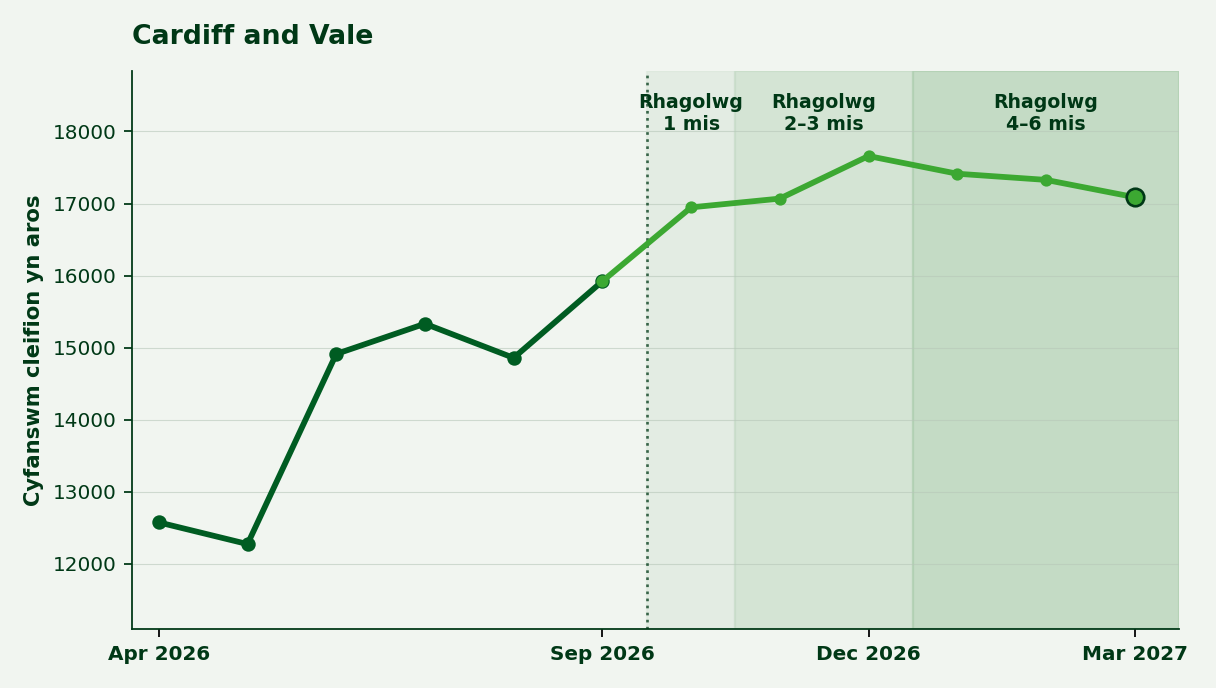 Cardiff and Vale
Rhagolwg
1 mis
Rhagolwg
2–3 mis
Rhagolwg
4–6 mis
Cyfanswm cleifion yn aros
18000
17000
16000
15000
14000
13000
12000
Apr 2026
Sep 2026
Dec 2026
Mar 2027